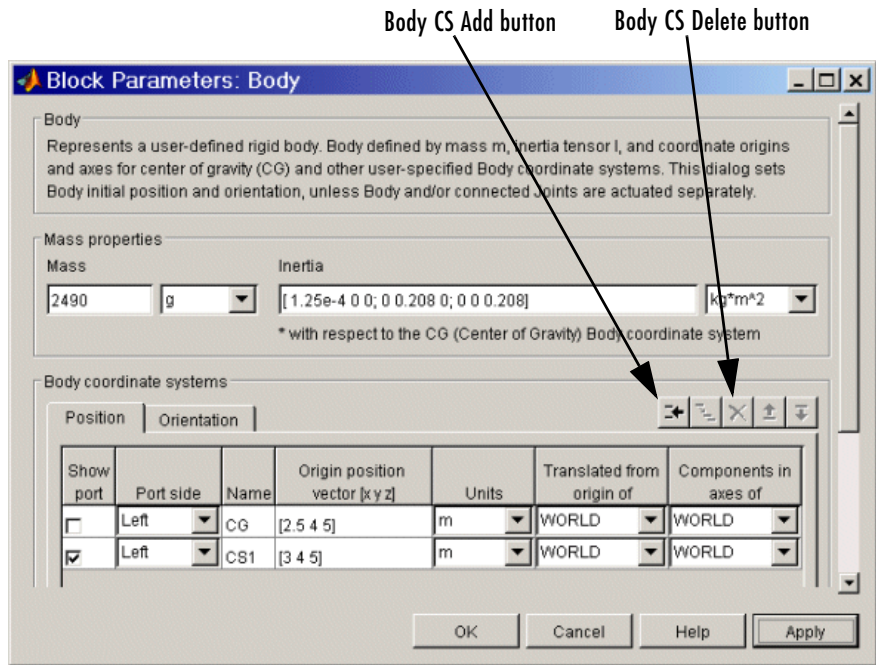 Body CS Add button Body CS Delete button
Block Parameters: Body
Body
Represents a user-defined rigid body. Body defined by mass m, inertia tensor I, and coordinate origins
and axes for center of gravity (CG) and other user-specified Body coordinate systems. This dialog sets
Body initial position and orientation, unless Body and/or connected Joints are actuated separately.
Mass properties
Mass Inertia
2490 g [ 1.25e-4 0 0; 0 0.208 0; 0 0 0.208] kg*m^2
* with respect to the CG (Center of Gravity) Body coordinate system
Body coordinate systems
Position Orientation
Show port Port side Name Origin position vector [x y z] Units Translated from origin of Components in axes of
Left CG [2.5 4 5] m WORLD WORLD
Left CS1 [3 4 5] m WORLD WORLD
OK Cancel Help Apply